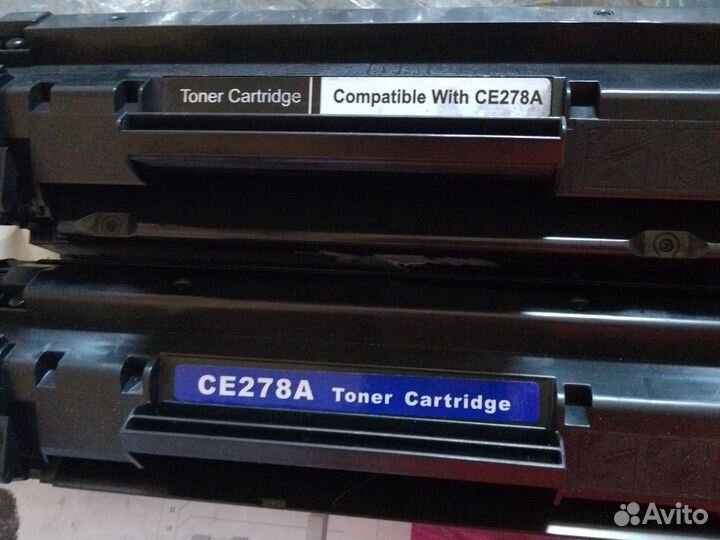 Toner Cartridge Compatible With CE278A
CE278A Toner Cartridge
Avito